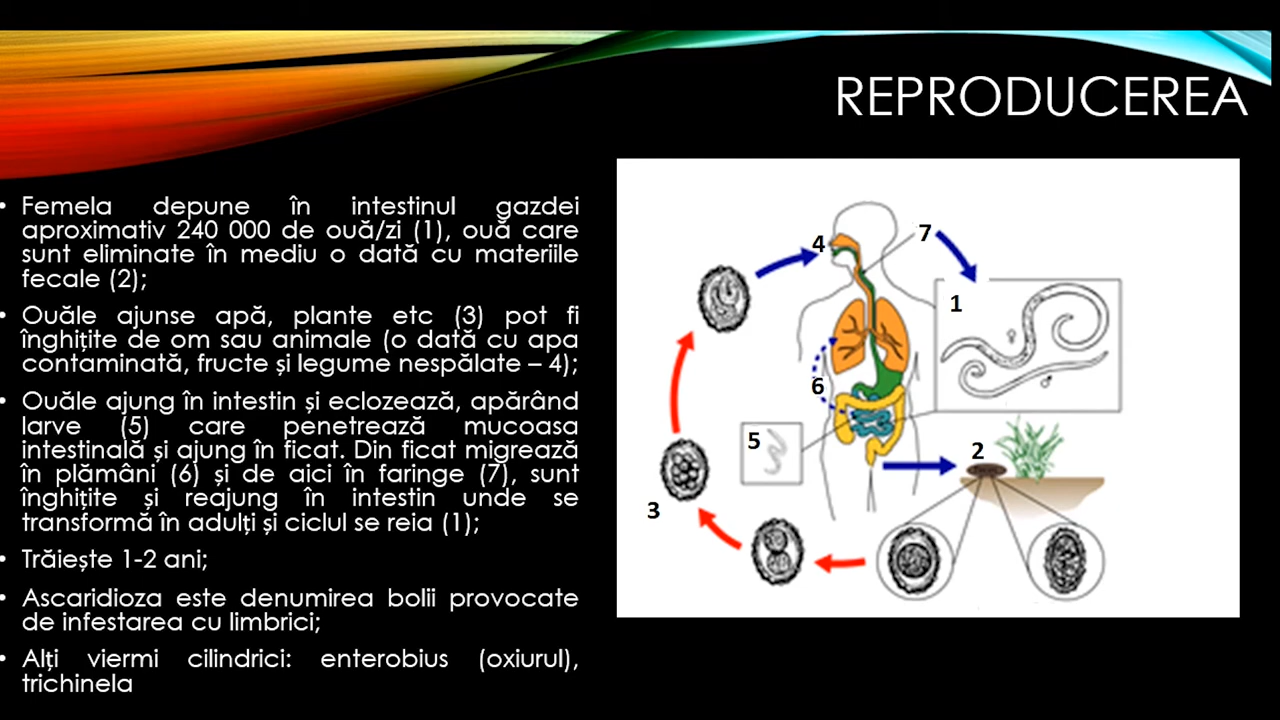 REPRODUCEREA
• Femela depune în intestinul gazdei
aproximativ 240 000 de ouă/zi (1), ouă care
sunt eliminate în mediu o dată cu materiile
fecale (2);
• Ouăle ajunse apă, plante etc (3) pot fi
înghițite de om sau animale (o dată cu apa
contaminată, fructe și legume nespălate – 4);
• Ouăle ajung în intestin și eclozează, apărând
larve (5) care penetrează mucoasa
intestinală și ajung în ficat. Din ficat migrează
în plămâni (6) și de aici în faringe (7), sunt
înghițite și reajung în intestin unde se
transformă în adulți și ciclul se reia (1);
• Trăiește 1-2 ani;
• Ascaridioza este denumirea bolii provocate
de infestarea cu limbrici;
• Alți viermi cilindrici: enterobius (oxiurul),
trichinela
4
7
1
♀
♂
6
5
2
3